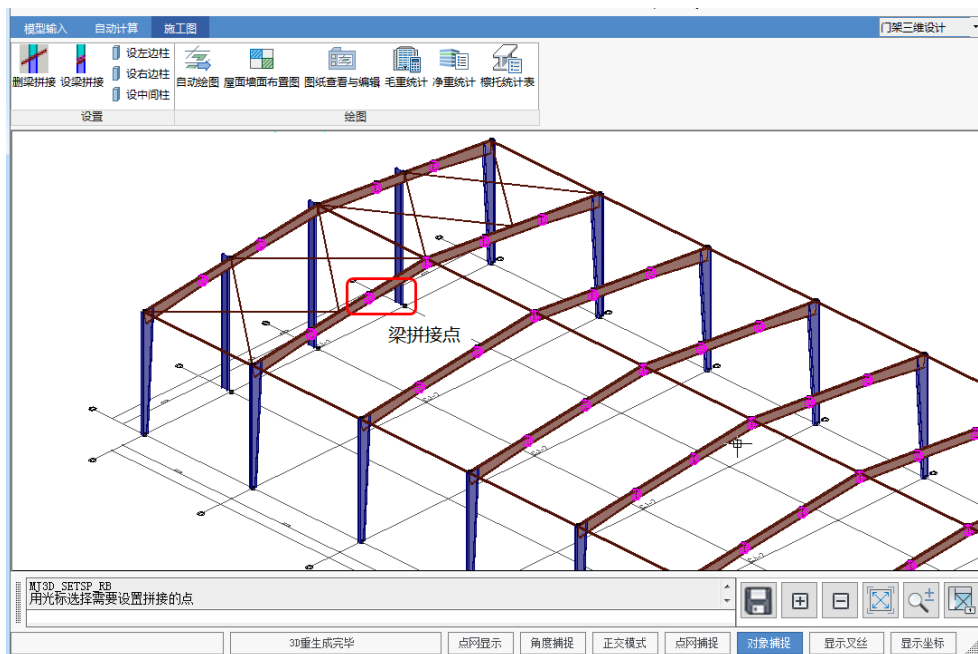 模型输入 自动计算 施工图
门架三维设计
删梁拼接 设梁拼接 设左边柱 设右边柱 设中间柱 自动绘图 屋面墙面布置图 图纸查看与编辑 毛重统计 净重统计 檩托统计表
设置 绘图
梁拼接点
MJ3D_SETSP_RB
用光标选择需要设置拼接的点
3D重生成完毕 点网显示 角度捕捉 正交模式 点网捕捉 对象捕捉 显示叉丝 显示坐标